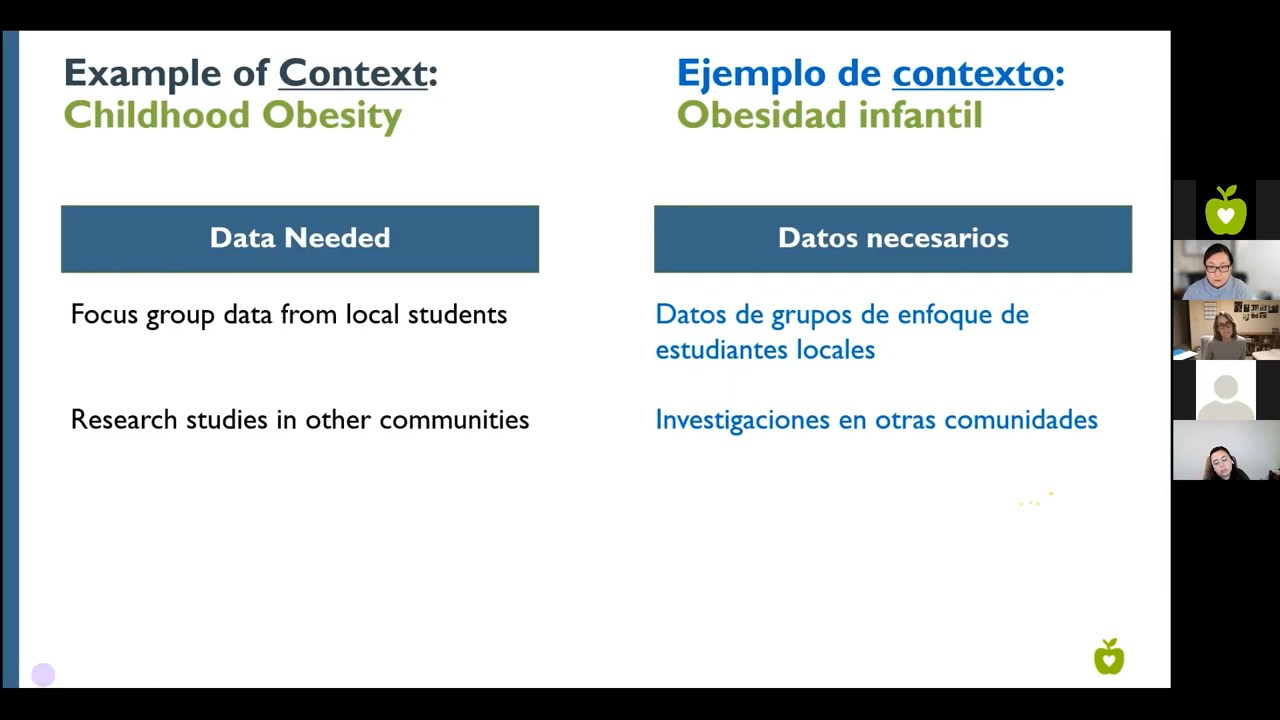 Example of Context:
Childhood Obesity
Ejemplo de contexto:
Obesidad infantil
Data Needed
Focus group data from local students
Research studies in other communities
Datos necesarios
Datos de grupos de enfoque de
estudiantes locales
Investigaciones en otras comunidades